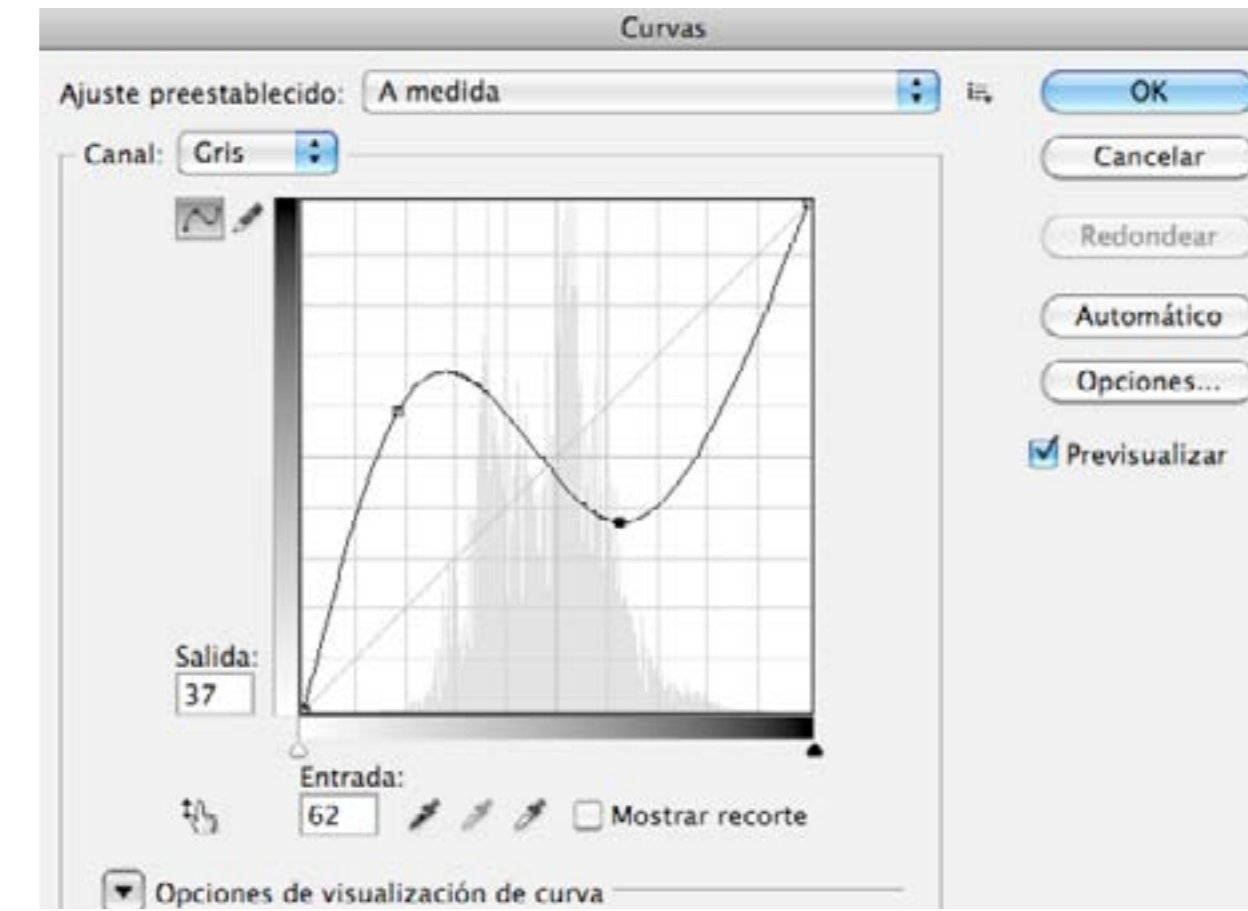 Curvas
Ajuste preestablecido: A medida
OK
Canal: Gris
Cancelar
Redondear
Automático
Opciones...
Previsualizar
Salida:
37
Entrada:
62
Mostrar recorte
Opciones de visualización de curva